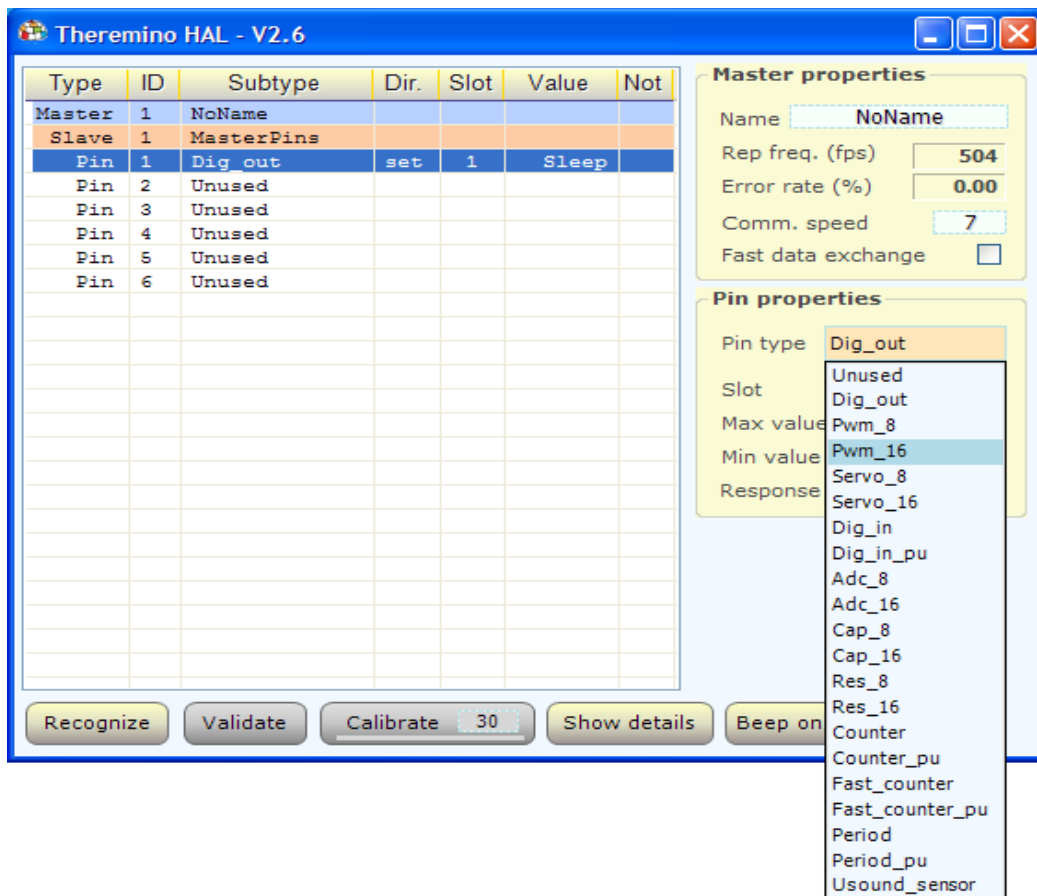 Theremino HAL - V2.6
Type ID Subtype Dir. Slot Value Not
Master 1 NoName
Slave 1 MasterPins
Pin 1 Dig_out set 1 Sleep
Pin 2 Unused
Pin 3 Unused
Pin 4 Unused
Pin 5 Unused
Pin 6 Unused
Master properties
Name NoName
Rep freq. (fps) 504
Error rate (%) 0.00
Comm. speed 7
Fast data exchange
Pin properties
Pin type Dig_out
Slot
Max value
Min value
Response
Unused
Dig_out
Pwm_8
Pwm_16
Servo_8
Servo_16
Dig_in
Dig_in_pu
Adc_8
Adc_16
Cap_8
Cap_16
Res_8
Res_16
Counter
Counter_pu
Fast_counter
Fast_counter_pu
Period
Period_pu
Usound_sensor
Recognize Validate Calibrate 30 Show details Beep on